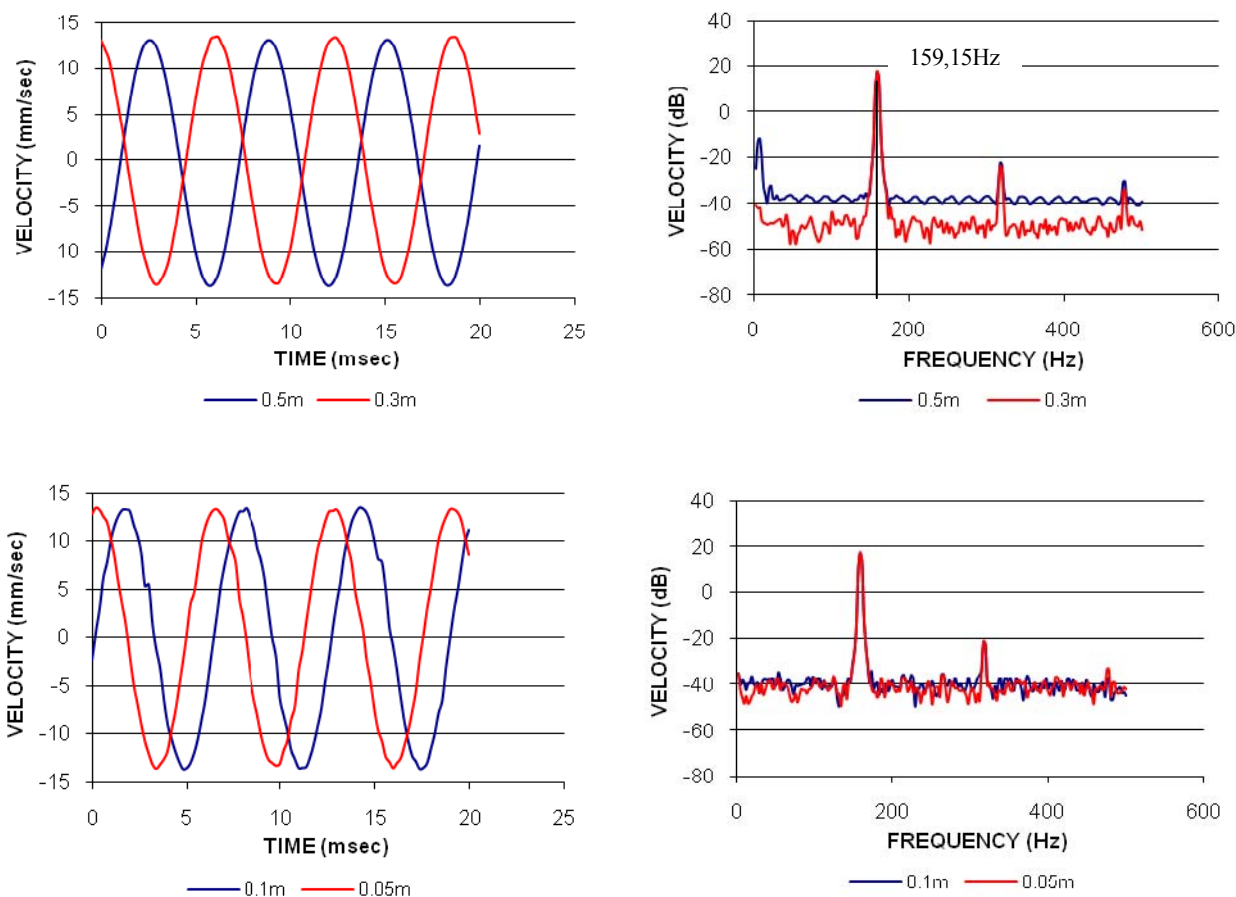 15
10
5
0
-5
-10
-15
VELOCITY (mm/sec)
0 5 10 15 20 25
TIME (msec)
0.5m 0.3m
40
20
0
-20
-40
-60
-80
VELOCITY (dB)
159,15Hz
0 200 400 600
FREQUENCY (Hz)
0.5m 0.3m
15
10
5
0
-5
-10
-15
VELOCITY (mm/sec)
0 5 10 15 20 25
TIME (msec)
0.1m 0.05m
40
20
0
-20
-40
-60
-80
VELOCITY (dB)
0 200 400 600
FREQUENCY (Hz)
0.1m 0.05m